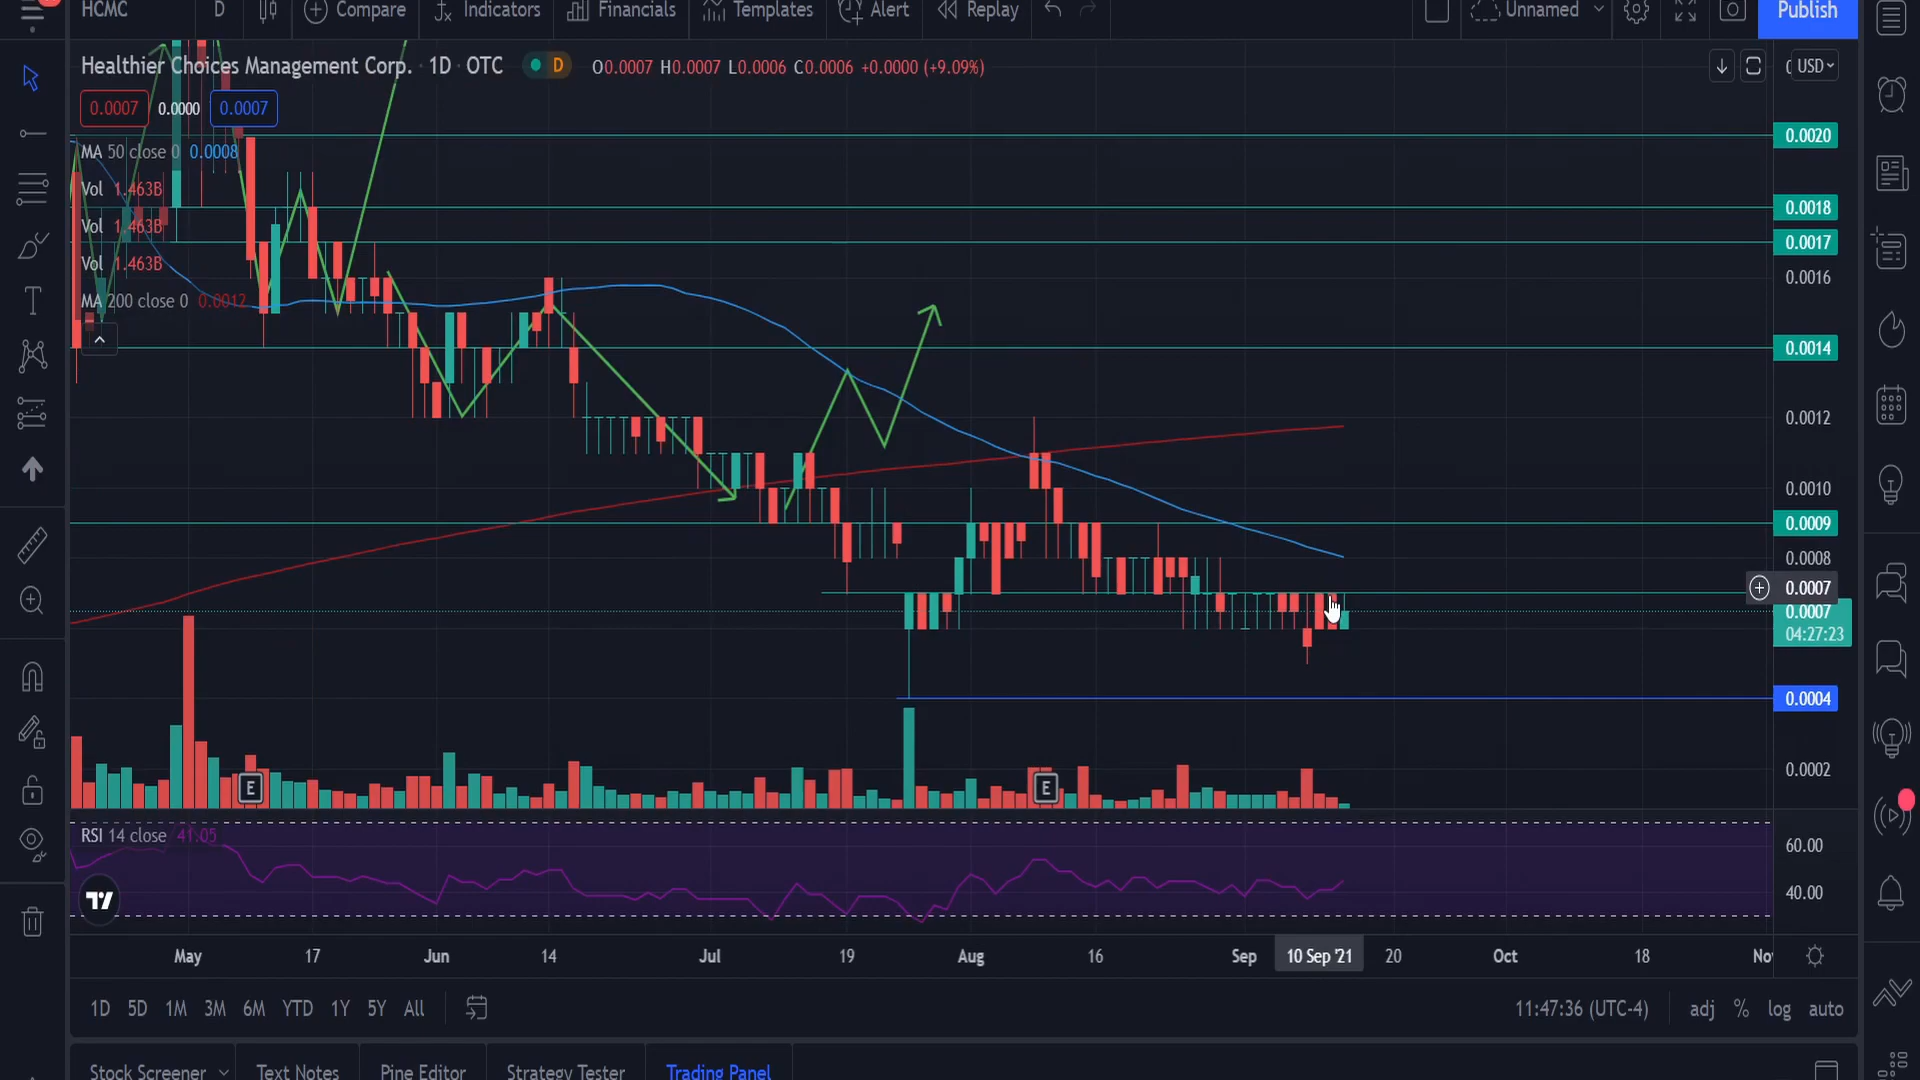 HCMC D Compare Indicators Financials Templates Alert Replay Unnamed Publish
Healthier Choices Management Corp. · 1D · OTC D O0.0007 H0.0007 L0.0006 C0.0006 +0.0000 (+9.09%) USD
0.0007 0.0000 0.0007
MA 50 close 0 0.0008
Vol 1.463B
Vol 1.463B
Vol 1.463B
MA 200 close 0 0.0012
0.0020
0.0018
0.0017
0.0016
0.0014
0.0012
0.0010
0.0009
0.0008
0.0007
0.0007
04:27:23
0.0004
0.0002
E E
RSI 14 close 41.05
60.00
40.00
May 17 Jun 14 Jul 19 Aug 16 Sep 10 Sep '21 20 Oct 18 Nov
1D 5D 1M 3M 6M YTD 1Y 5Y All 11:47:36 (UTC-4) adj % log auto
Stock Screener Text Notes Pine Editor Strategy Tester Trading Panel